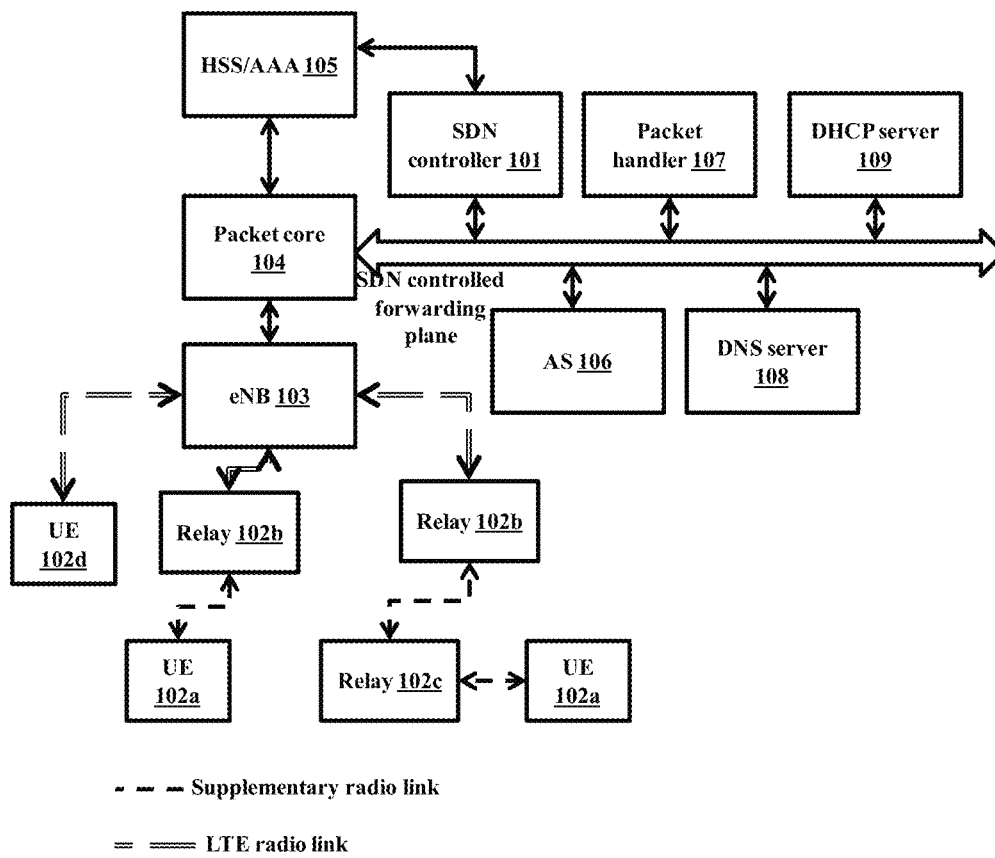 HSS/AAA 105
SDN
controller 101
Packet
handler 107
DHCP server
109
Packet core
104
SDN controlled
forwarding
plane
AS 106
DNS server
108
eNB 103
UE
102d
Relay 102b
Relay 102b
UE
102a
Relay 102c
UE
102a
Supplementary radio link
LTE radio link